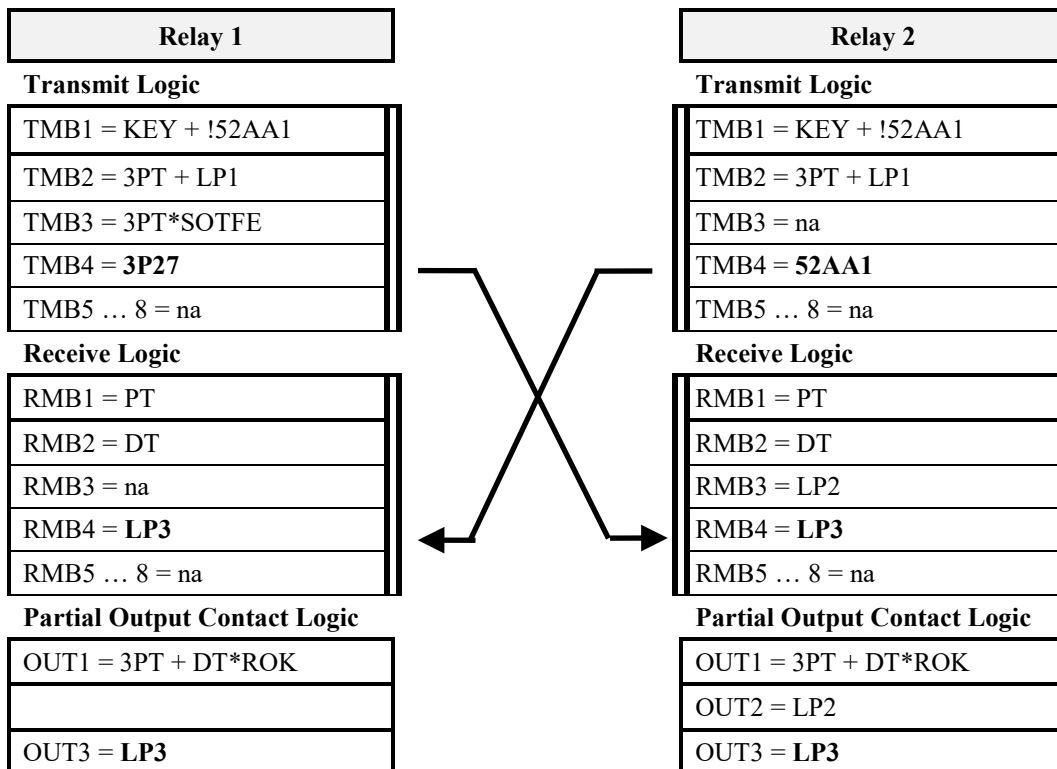 Relay 1
Transmit Logic
TMB1 = KEY + !52AA1
TMB2 = 3PT + LP1
TMB3 = 3PT*SOTFE
TMB4 = 3P27
TMB5 … 8 = na
Receive Logic
RMB1 = PT
RMB2 = DT
RMB3 = na
RMB4 = LP3
RMB5 … 8 = na
Partial Output Contact Logic
OUT1 = 3PT + DT*ROK
OUT3 = LP3
Relay 2
Transmit Logic
TMB1 = KEY + !52AA1
TMB2 = 3PT + LP1
TMB3 = na
TMB4 = 52AA1
TMB5 … 8 = na
Receive Logic
RMB1 = PT
RMB2 = DT
RMB3 = LP2
RMB4 = LP3
RMB5 … 8 = na
Partial Output Contact Logic
OUT1 = 3PT + DT*ROK
OUT2 = LP2
OUT3 = LP3